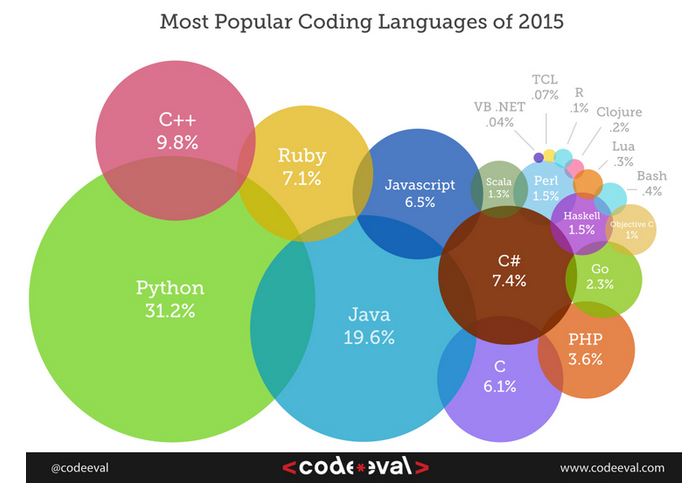 Most Popular Coding Languages of 2015
C++
9.8%
Ruby
7.1%
Javascript
6.5%
Scala
1.3%
Perl
1.5%
VB .NET
.04%
TCL
.07%
R
.1%
Clojure
.2%
Lua
.3%
Bash
.4%
Haskell
1.5%
Objective C
1%
Python
31.2%
Java
19.6%
C#
7.4%
Go
2.3%
C
6.1%
PHP
3.6%
@codeeval
<code*eval>
www.codeeval.com